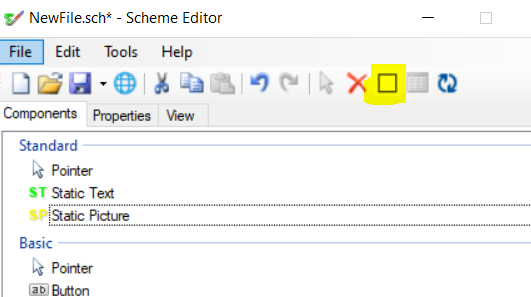 NewFile.sch* - Scheme Editor
File Edit Tools Help
Components Properties View
Standard
Pointer
ST Static Text
SP Static Picture
Basic
Pointer
ab Button